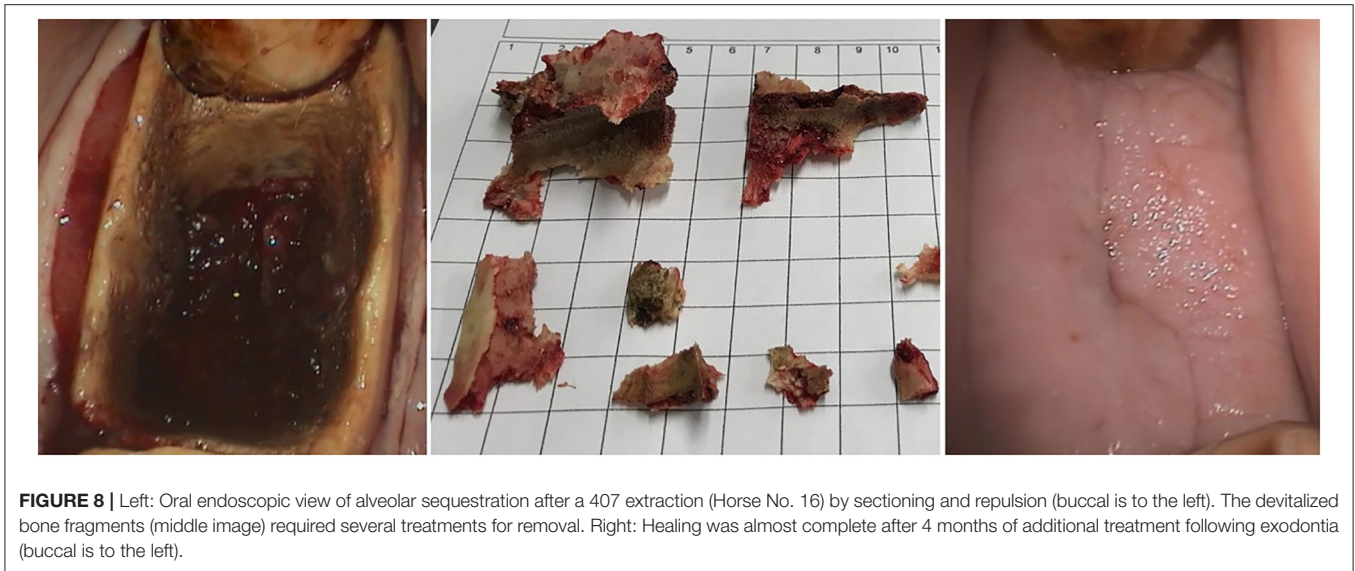 1 2 5 6 7 8 9 10
FIGURE 8 | Left: Oral endoscopic view of alveolar sequestration after a 407 extraction (Horse No. 16) by sectioning and repulsion (buccal is to the left). The devitalized
bone fragments (middle image) required several treatments for removal. Right: Healing was almost complete after 4 months of additional treatment following exodontia
(buccal is to the left).